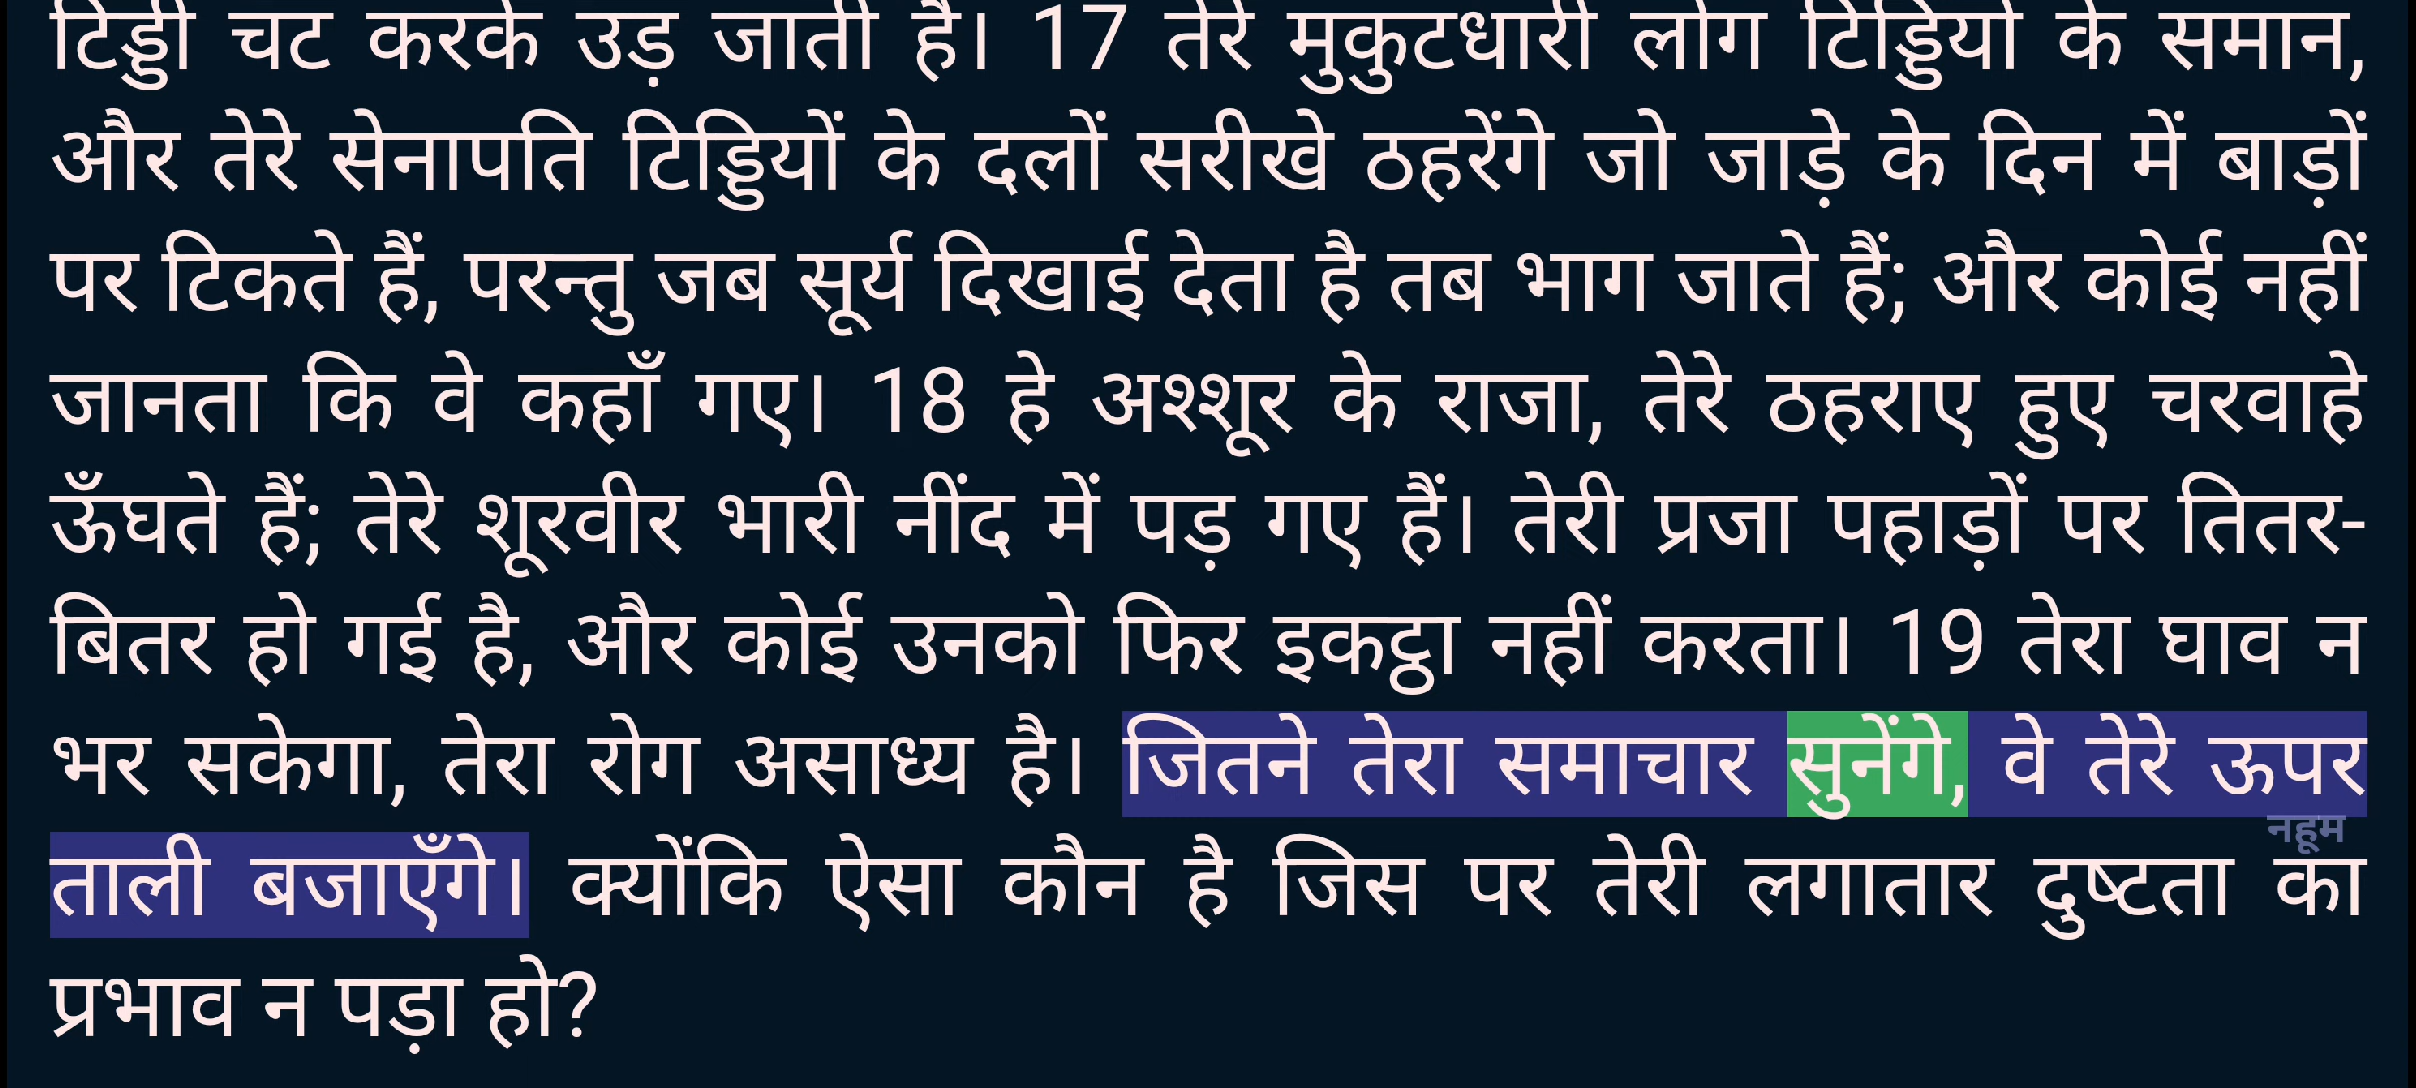 टिड्डी चट करके उड़ जाती है। 17 तेरे मुकुटधारी लोग टिड्डियों के समान,
और तेरे सेनापति टिड्डियों के दलों सरीखे ठहरेंगे जो जाड़े के दिन में बाड़ों
पर टिकते हैं, परन्तु जब सूर्य दिखाई देता है तब भाग जाते हैं; और कोई नहीं
जानता कि वे कहाँ गए। 18 हे अश्शूर के राजा, तेरे ठहराए हुए चरवाहे
ऊँघते हैं; तेरे शूरवीर भारी नींद में पड़ गए हैं। तेरी प्रजा पहाड़ों पर तितर-
बितर हो गई है, और कोई उनको फिर इकट्ठा नहीं करता। 19 तेरा घाव न
भर सकेगा, तेरा रोग असाध्य है। जितने तेरा समाचार सुनेंगे, वे तेरे ऊपर
नहूम
ताली बजाएँगे। क्योंकि ऐसा कौन है जिस पर तेरी लगातार दुष्टता का
प्रभाव न पड़ा हो?